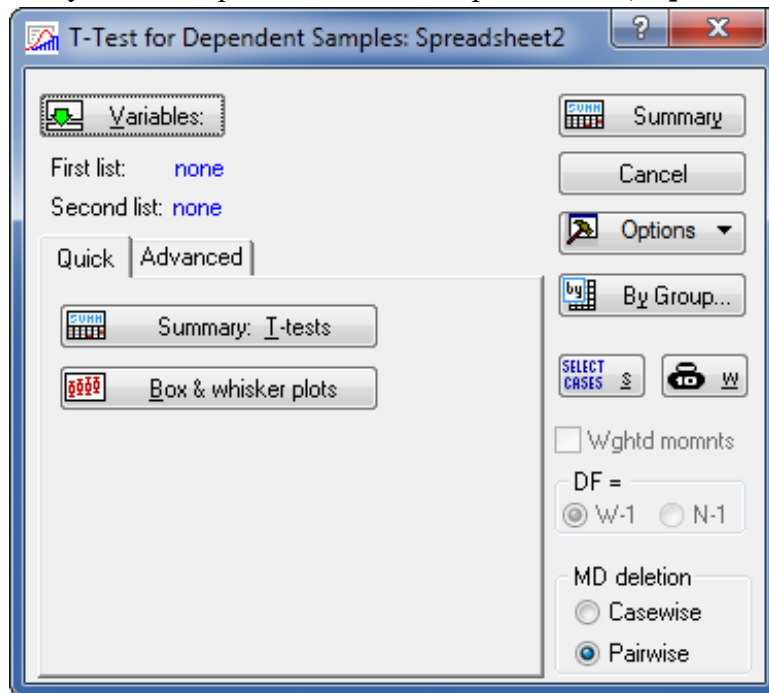 T-Test for Dependent Samples: Spreadsheet2
?
X
Variables:
First list: none
Second list: none
Quick
Advanced
Summary: T-tests
Box & whisker plots
Summary
Cancel
Options
By Group...
SELECT CASES S
W
Wghtd momnts
DF =
W-1 N-1
MD deletion
Casewise
Pairwise